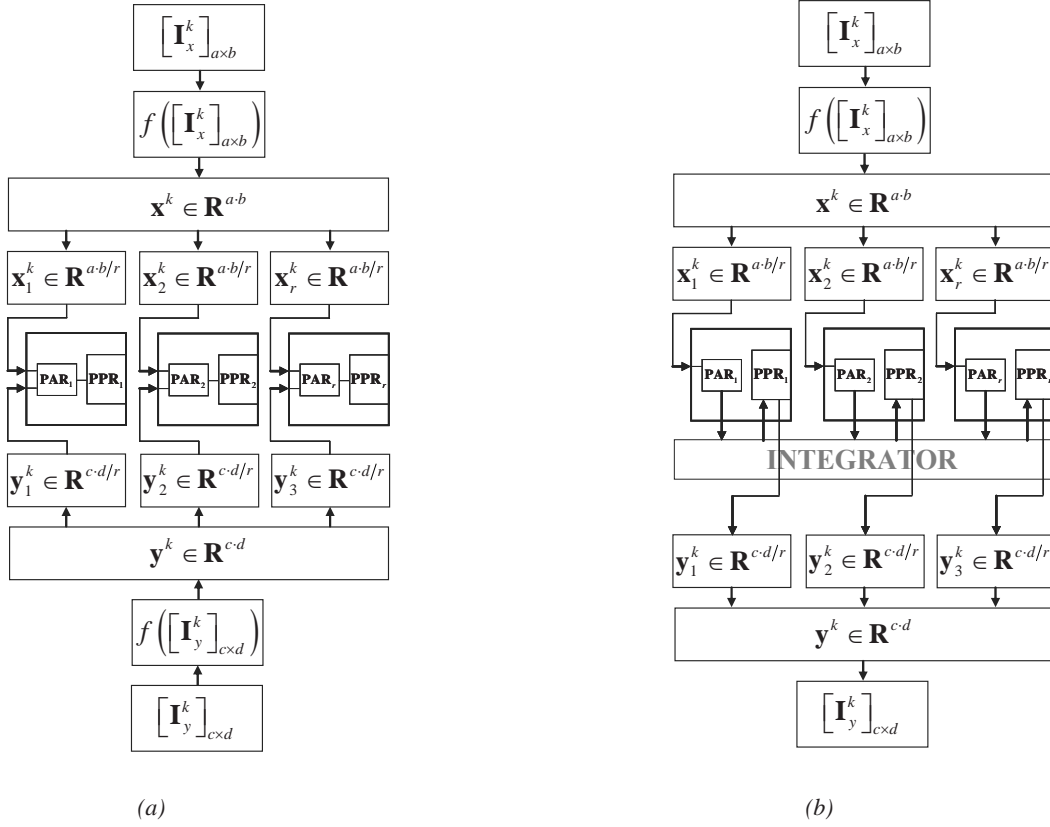 [I_x^k]_{a×b}
f([I_x^k]_{a×b})
x^k ∈ R^{a·b}
x_1^k ∈ R^{a·b/r} x_2^k ∈ R^{a·b/r} x_r^k ∈ R^{a·b/r}
PAR_1 PPR_1 PAR_2 PPR_2 PAR_r PPR_r
y_1^k ∈ R^{c·d/r} y_2^k ∈ R^{c·d/r} y_3^k ∈ R^{c·d/r}
y^k ∈ R^{c·d}
f([I_y^k]_{c×d})
[I_y^k]_{c×d}
(a)
[I_x^k]_{a×b}
f([I_x^k]_{a×b})
x^k ∈ R^{a·b}
x_1^k ∈ R^{a·b/r} x_2^k ∈ R^{a·b/r} x_r^k ∈ R^{a·b/r}
PAR_1 PPR_1 PAR_2 PPR_2 PAR_r PPR
INTEGRATOR
y_1^k ∈ R^{c·d/r} y_2^k ∈ R^{c·d/r} y_3^k ∈ R^{c·d/r}
y^k ∈ R^{c·d}
[I_y^k]_{c×d}
(b)